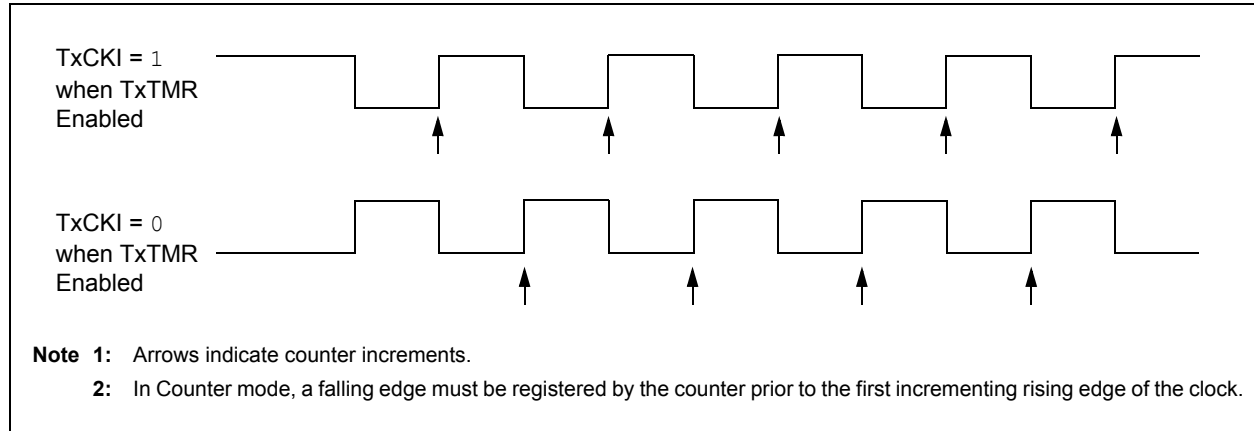 TxCKI = 1
when TxTMR
Enabled
TxCKI = 0
when TxTMR
Enabled
Note 1: Arrows indicate counter increments.
2: In Counter mode, a falling edge must be registered by the counter prior to the first incrementing rising edge of the clock.